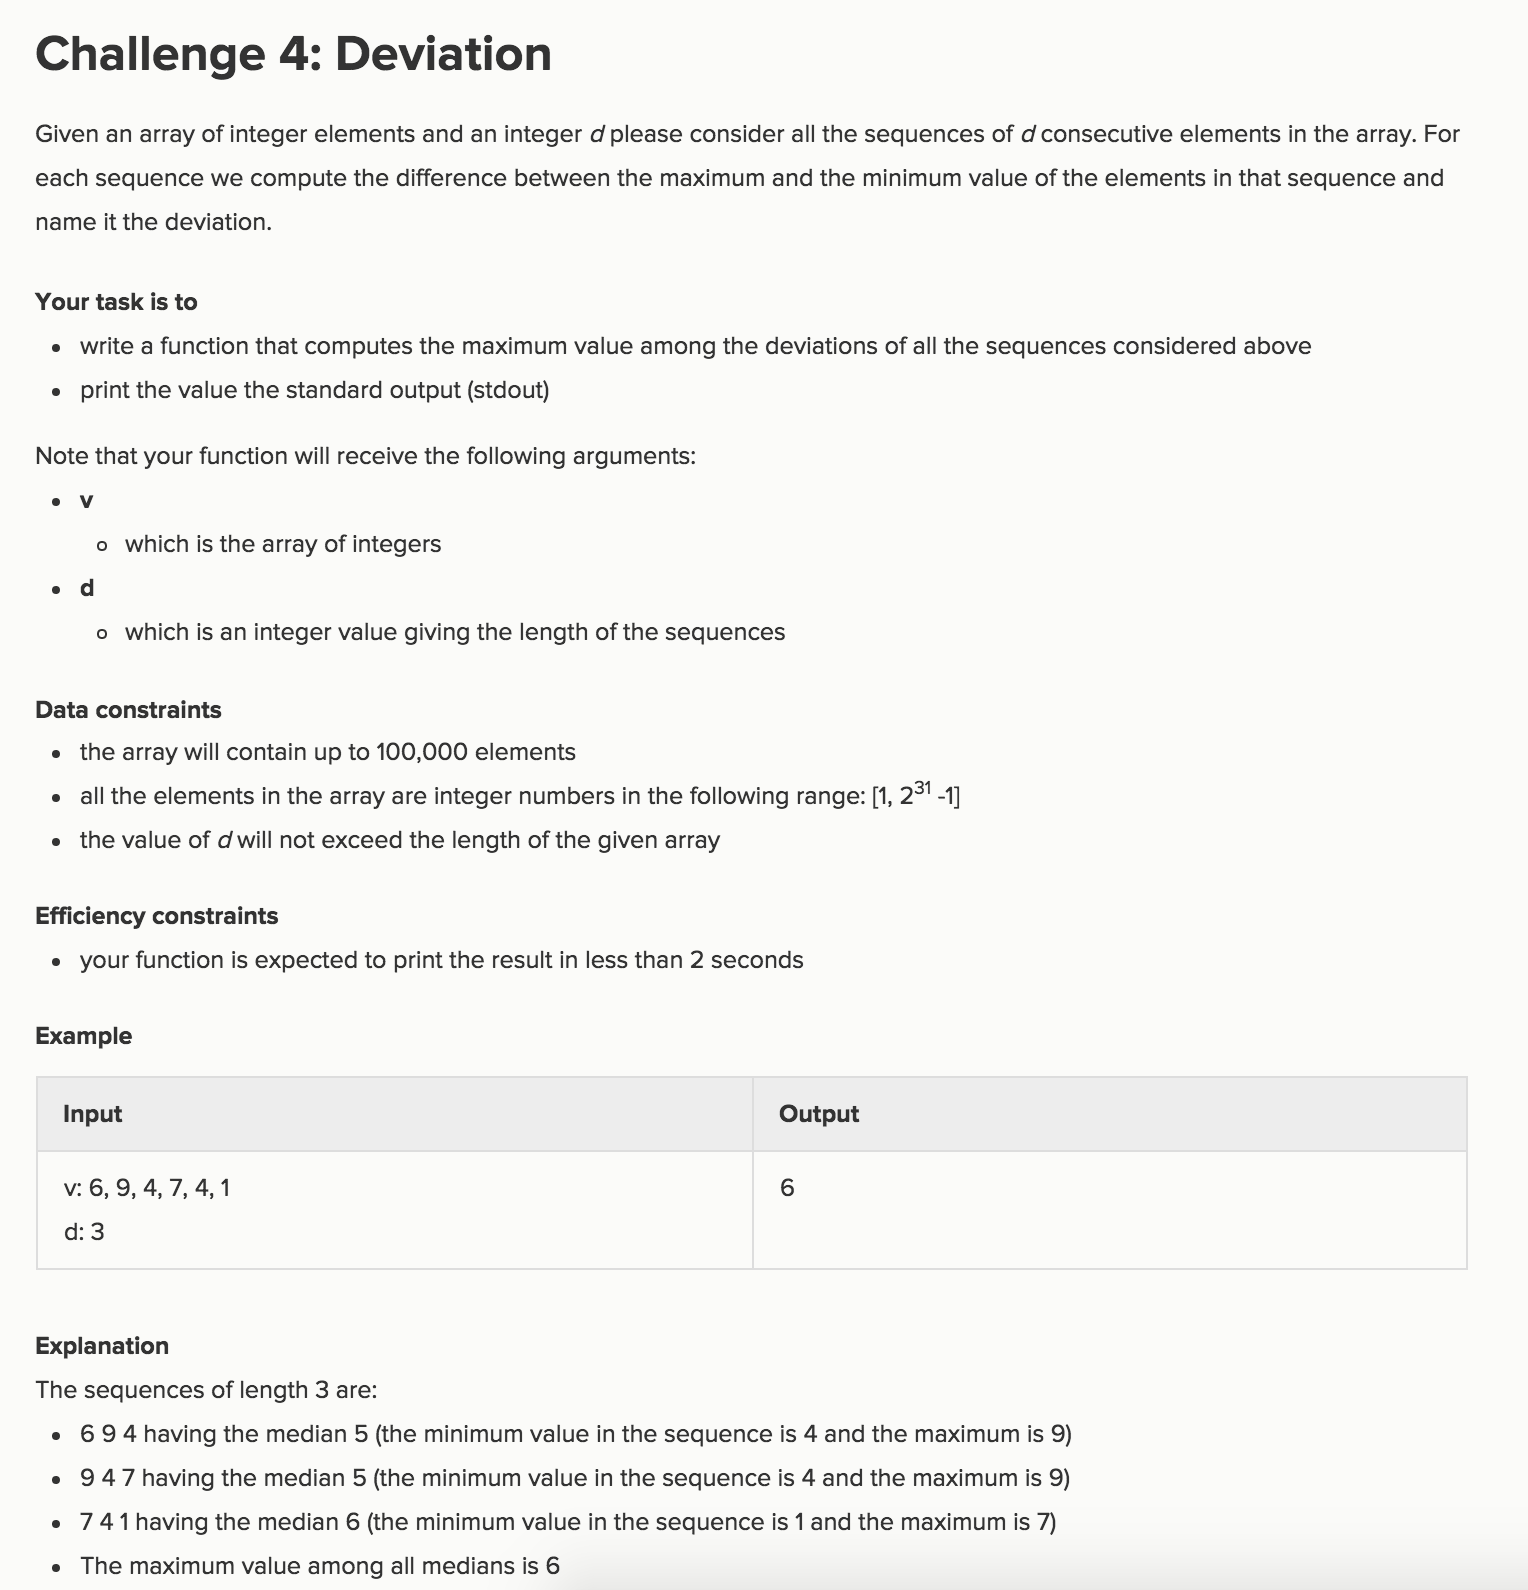 Challenge 4: Deviation
Given an array of integer elements and an integer d please consider all the sequences of d consecutive elements in the array. For
each sequence we compute the difference between the maximum and the minimum value of the elements in that sequence and
name it the deviation.
Your task is to
• write a function that computes the maximum value among the deviations of all the sequences considered above
• print the value the standard output (stdout)
Note that your function will receive the following arguments:
• v
o which is the array of integers
• d
o which is an integer value giving the length of the sequences
Data constraints
• the array will contain up to 100,000 elements
• all the elements in the array are integer numbers in the following range: [1, 2^31 -1]
• the value of d will not exceed the length of the given array
Efficiency constraints
• your function is expected to print the result in less than 2 seconds
Example
Input Output
v: 6, 9, 4, 7, 4, 1 6
d: 3
Explanation
The sequences of length 3 are:
• 6 9 4 having the median 5 (the minimum value in the sequence is 4 and the maximum is 9)
• 9 4 7 having the median 5 (the minimum value in the sequence is 4 and the maximum is 9)
• 7 4 1 having the median 6 (the minimum value in the sequence is 1 and the maximum is 7)
• The maximum value among all medians is 6